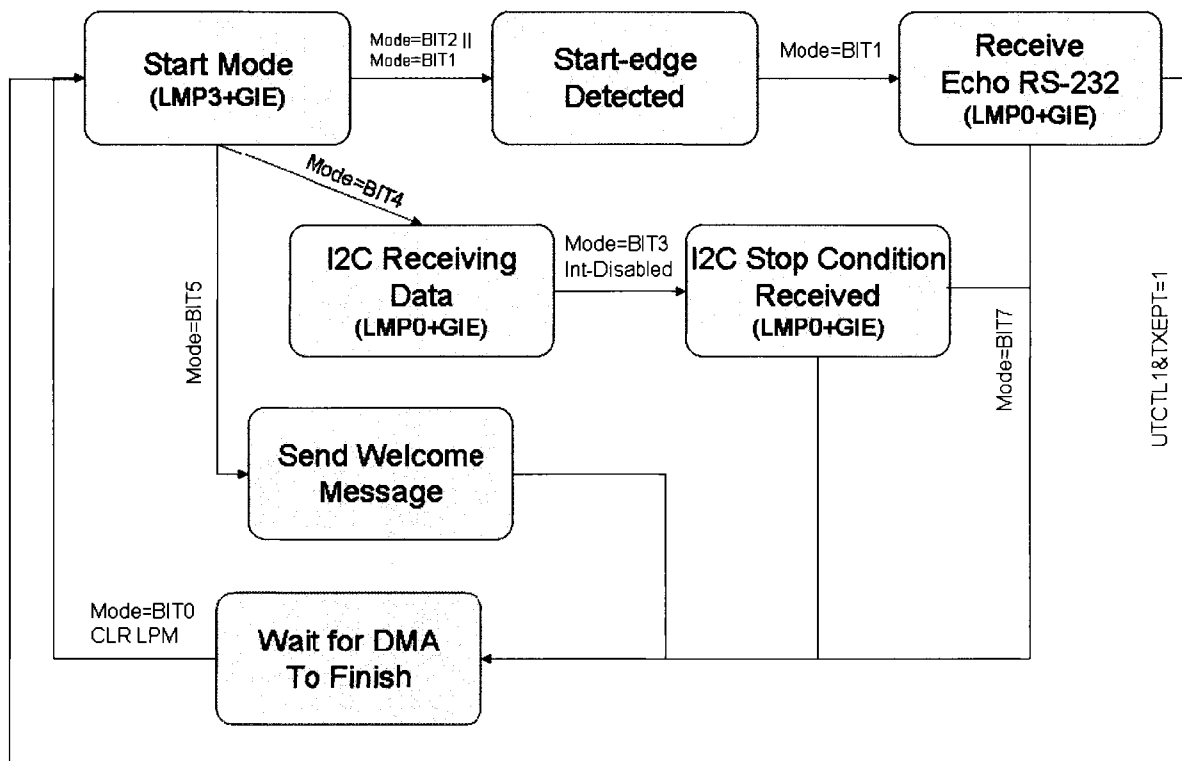 Start Mode
(LMP3+GIE)
Mode=BIT2 ||
Mode=BIT1
Start-edge
Detected
Mode=BIT1
Receive
Echo RS-232
(LMP0+GIE)
Mode=BIT4
I2C Receiving
Data
(LMP0+GIE)
Mode=BIT3
Int-Disabled
I2C Stop Condition
Received
(LMP0+GIE)
Mode=BIT5
Mode=BIT7
UTCTL1&TXEPT=1
Send Welcome
Message
Mode=BIT0
CLR LPM
Wait for DMA
To Finish